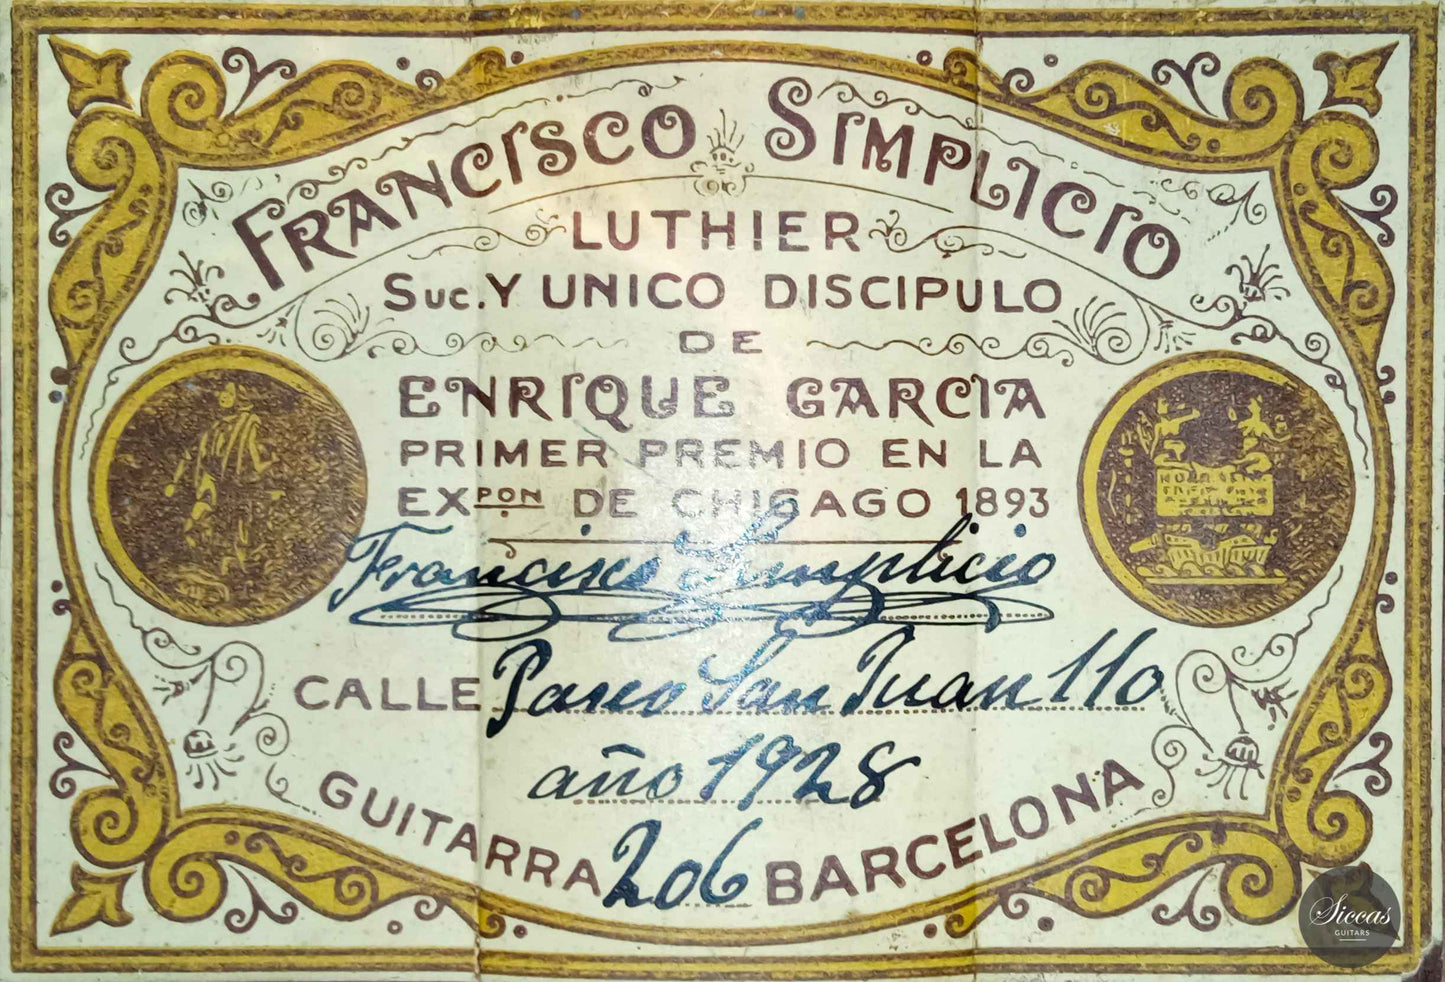 FRANCISCO SIMPLICIO
LUTHIER
SUC. Y UNICO DISCIPULO
DE
ENRIQUE GARCIA
PRIMER PREMIO EN LA
EXPON DE CHIGAGO 1893
Francisco Simplicio
CALLE Paseo San Juan 110
año 1928
GUITARRA 206 BARCELONA
Siccas
GUITARS